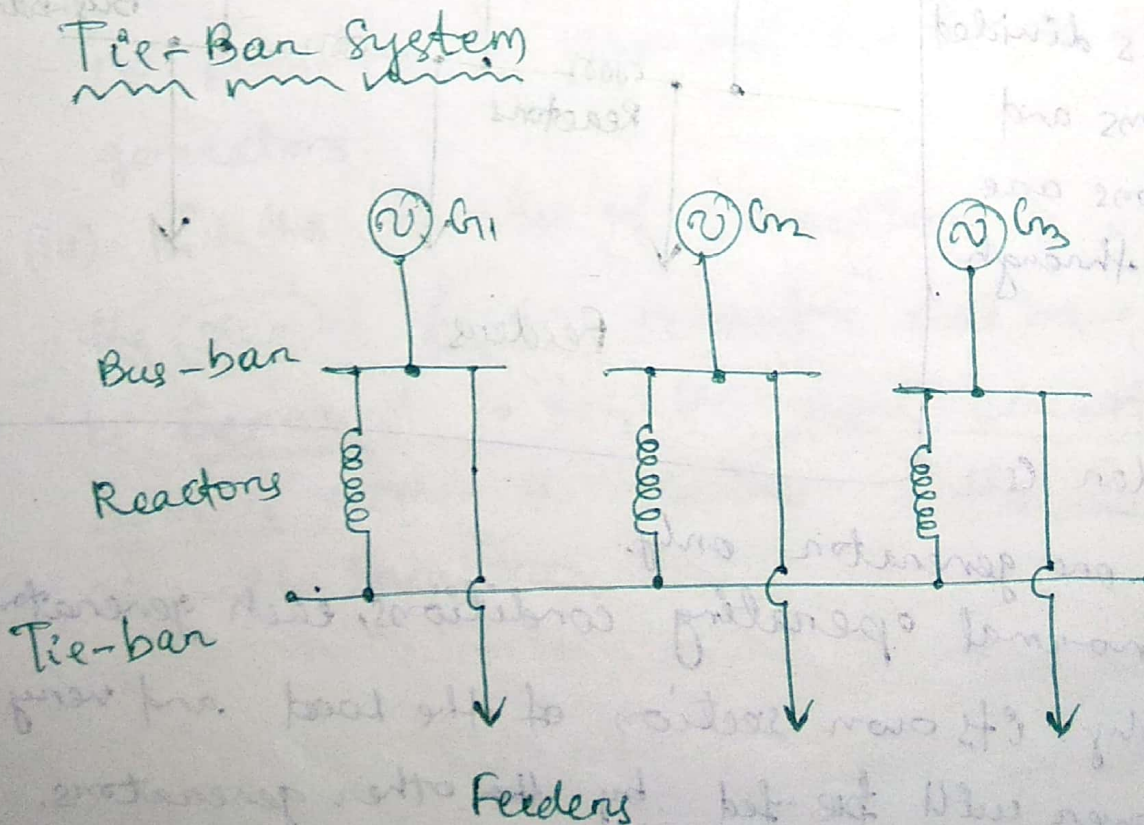 Tie-Bar System
G1 G2 G3
Bus-bar
Reactors
Tie-bar
Feeders